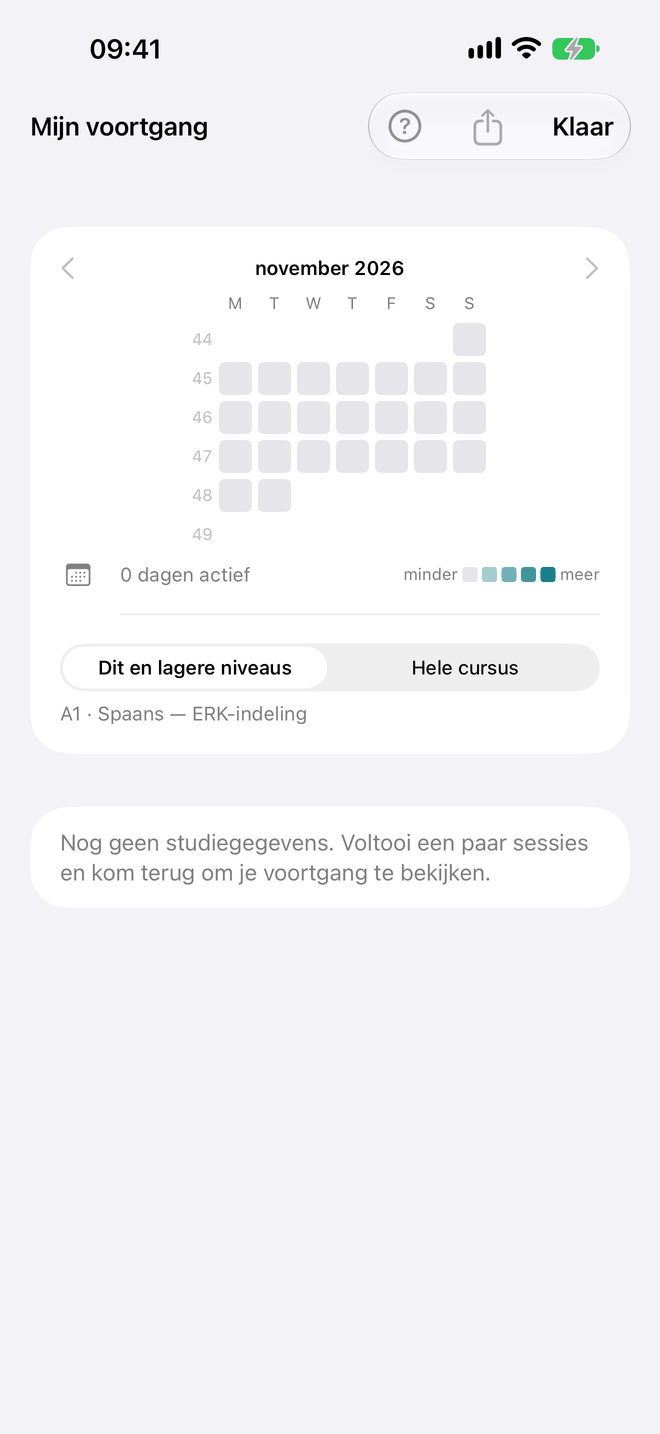 09:41
Mijn voortgang
? Klaar
november 2026
M T W T F S S
44
45
46
47
48
49
0 dagen actief
minder meer
Dit en lagere niveaus
Hele cursus
A1 · Spaans — ERK-indeling
Nog geen studiegegevens. Voltooi een paar sessies
en kom terug om je voortgang te bekijken.